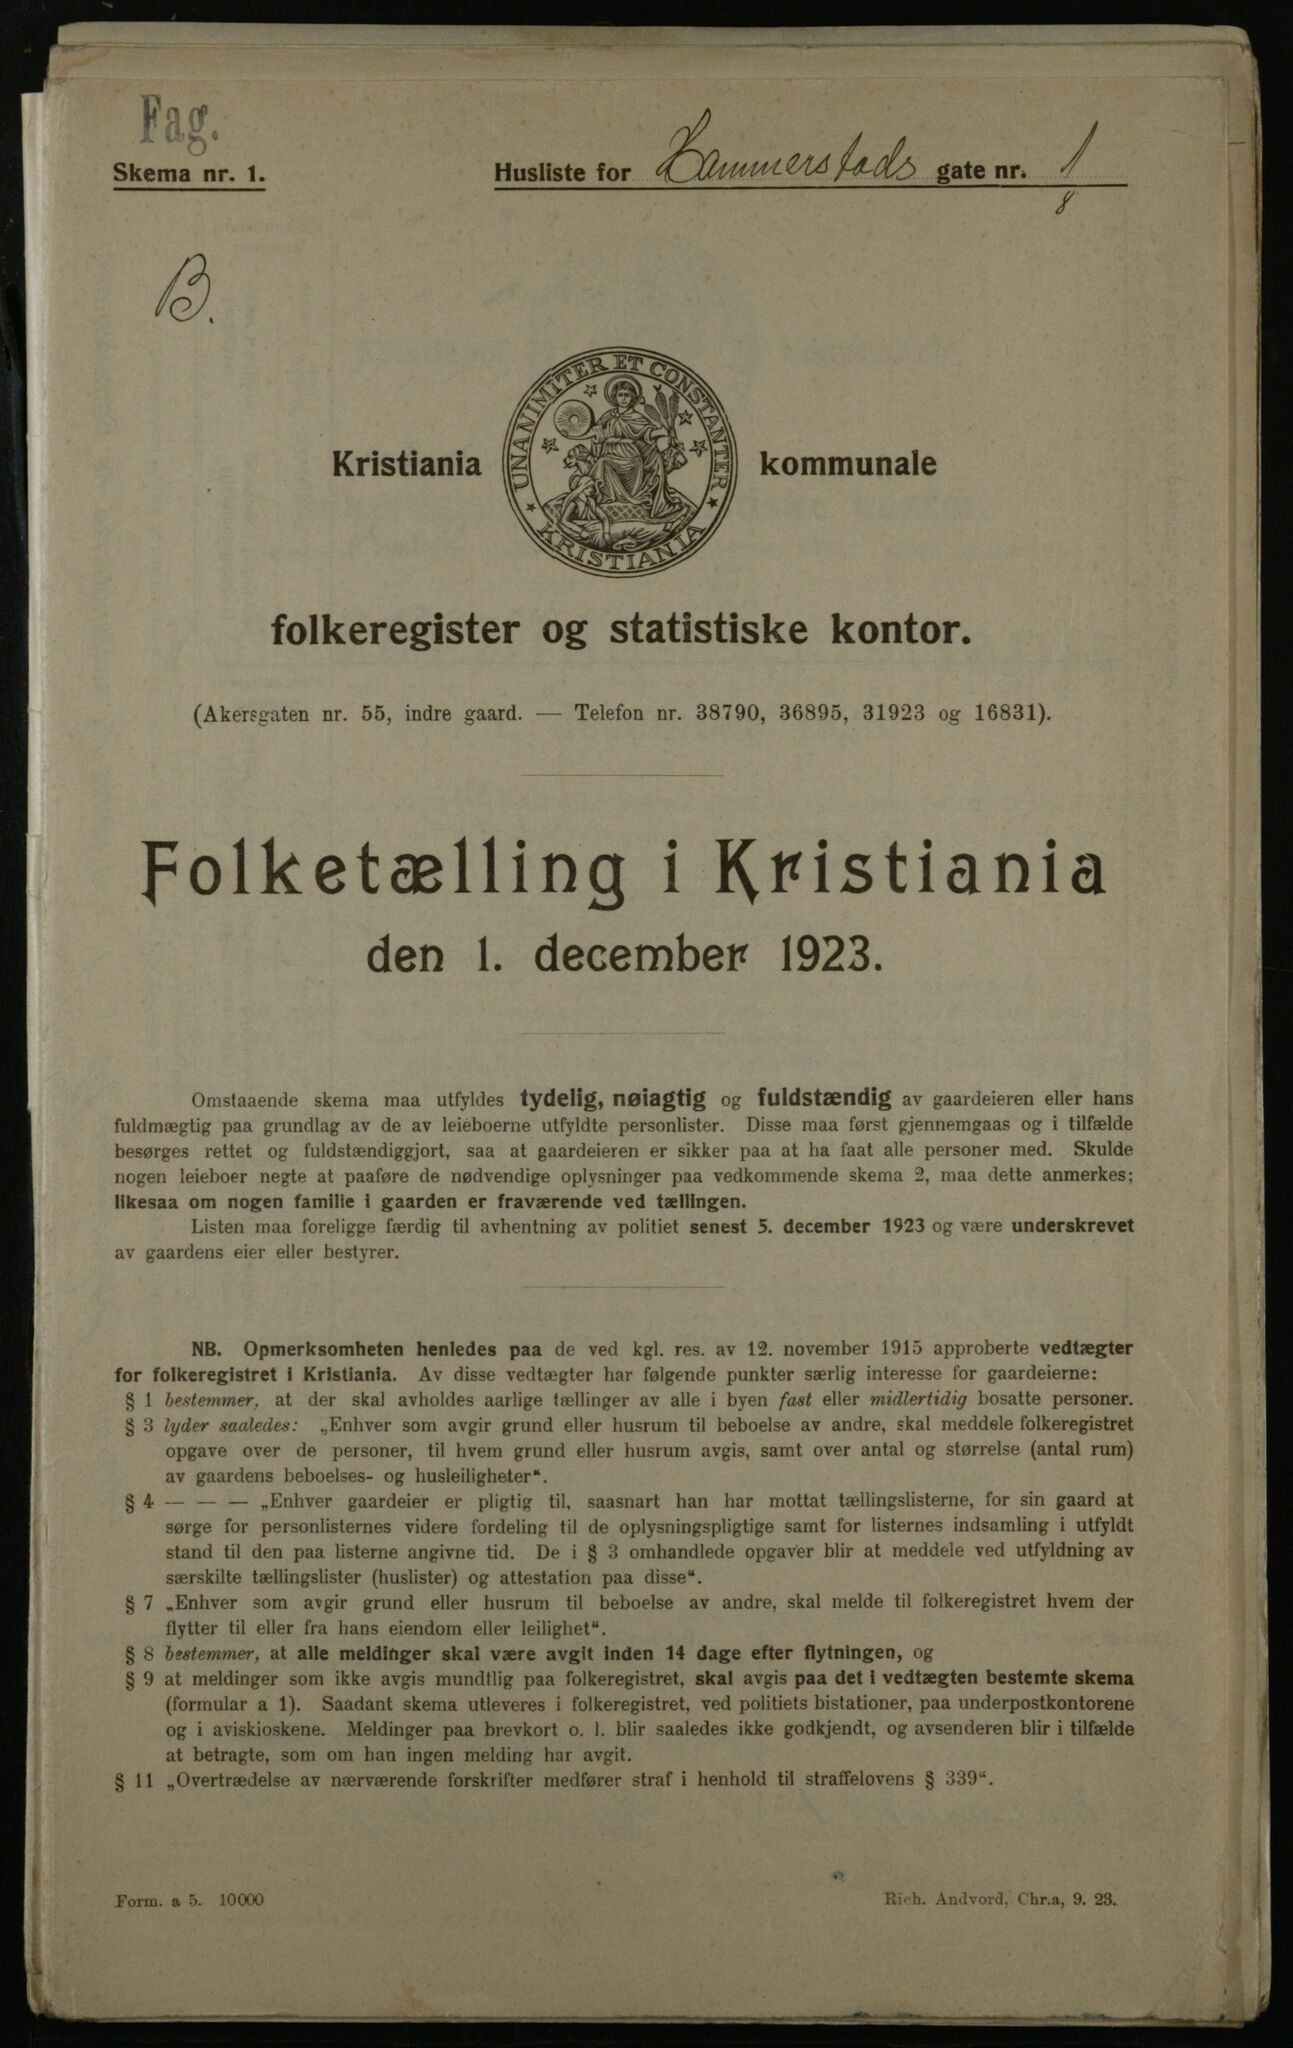 Fag.
Skema nr. 1.
Husliste for Hammerstads gate nr. 1
8
B.
UNANIMITER ET CONSTANTER
KRISTIANIA
Kristiania kommunale
folkeregister og statistiske kontor.
(Akersgaten nr. 55, indre gaard. — Telefon nr. 38790, 36895, 31923 og 16831).
Folketælling i Kristiania
den 1. december 1923.
Omstaaende skema maa utfyldes tydelig, nøiagtig og fuldstændig av gaardeieren eller hans
fuldmægtig paa grundlag av de av leieboerne utfyldte personlister. Disse maa først gjennemgaas og i tilfælde
besørges rettet og fuldstændiggjort, saa at gaardeieren er sikker paa at ha faat alle personer med. Skulde
nogen leieboer negte at paaføre de nødvendige oplysninger paa vedkommende skema 2, maa dette anmerkes;
likesaa om nogen familie i gaarden er fraværende ved tællingen.
Listen maa foreligge færdig til avhentning av politiet senest 5. december 1923 og være underskrevet
av gaardens eier eller bestyrer.
NB. Opmerksomheten henledes paa de ved kgl. res. av 12. november 1915 approberte vedtægter
for folkeregistret i Kristiania. Av disse vedtægter har følgende punkter særlig interesse for gaardeierne:
§ 1 bestemmer, at der skal avholdes aarlige tællinger av alle i byen fast eller midlertidig bosatte personer.
§ 3 lyder saaledes: „Enhver som avgir grund eller husrum til beboelse av andre, skal meddele folkeregistret
opgave over de personer, til hvem grund eller husrum avgis, samt over antal og størrelse (antal rum)
av gaardens beboelses- og husleiligheter“.
§ 4 — — — „Enhver gaardeier er pligtig til, saasnart han har mottat tællingslisterne, for sin gaard at
sørge for personlisternes videre fordeling til de oplysningspligtige samt for listernes indsamling i utfyldt
stand til den paa listerne angivne tid. De i § 3 omhandlede opgaver blir at meddele ved utfyldning av
særskilte tællingslister (huslister) og attestation paa disse“.
§ 7 „Enhver som avgir grund eller husrum til beboelse av andre, skal melde til folkeregistret hvem der
flytter til eller fra hans eiendom eller leilighet“.
§ 8 bestemmer, at alle meldinger skal være avgit inden 14 dage efter flytningen, og
§ 9 at meldinger som ikke avgis mundtlig paa folkeregistret, skal avgis paa det i vedtægten bestemte skema
(formular a 1). Saadant skema utleveres i folkeregistret, ved politiets bistationer, paa underpostkontorene
og i aviskioskene. Meldinger paa brevkort o. l. blir saaledes ikke godkjendt, og avsenderen blir i tilfælde
at betragte, som om han ingen melding har avgit.
§ 11 „Overtrædelse av nærværende forskrifter medfører straf i henhold til straffelovens § 339“.
Form. a 5. 10000
Rich. Andvord, Chr.a, 9. 23.